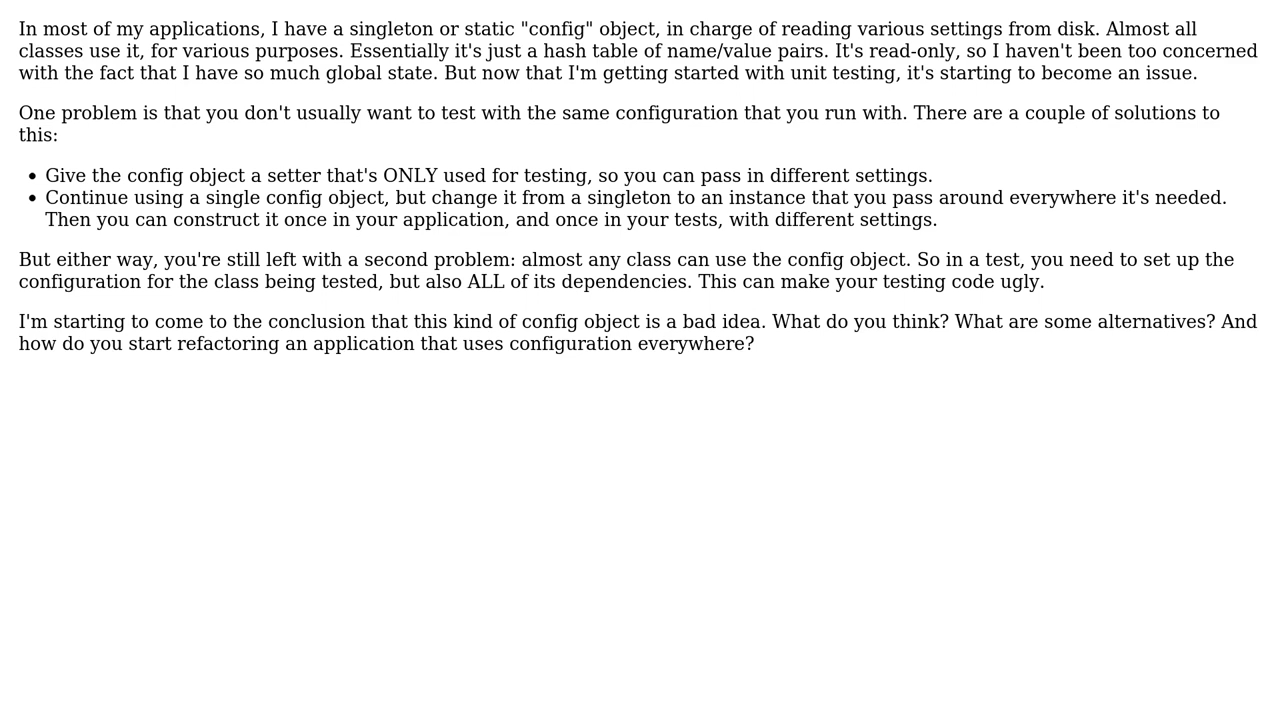 In most of my applications, I have a singleton or static "config" object, in charge of reading various settings from disk. Almost all
classes use it, for various purposes. Essentially it's just a hash table of name/value pairs. It's read-only, so I haven't been too concerned
with the fact that I have so much global state. But now that I'm getting started with unit testing, it's starting to become an issue.
One problem is that you don't usually want to test with the same configuration that you run with. There are a couple of solutions to
this:
• Give the config object a setter that's ONLY used for testing, so you can pass in different settings.
• Continue using a single config object, but change it from a singleton to an instance that you pass around everywhere it's needed.
Then you can construct it once in your application, and once in your tests, with different settings.
But either way, you're still left with a second problem: almost any class can use the config object. So in a test, you need to set up the
configuration for the class being tested, but also ALL of its dependencies. This can make your testing code ugly.
I'm starting to come to the conclusion that this kind of config object is a bad idea. What do you think? What are some alternatives? And
how do you start refactoring an application that uses configuration everywhere?